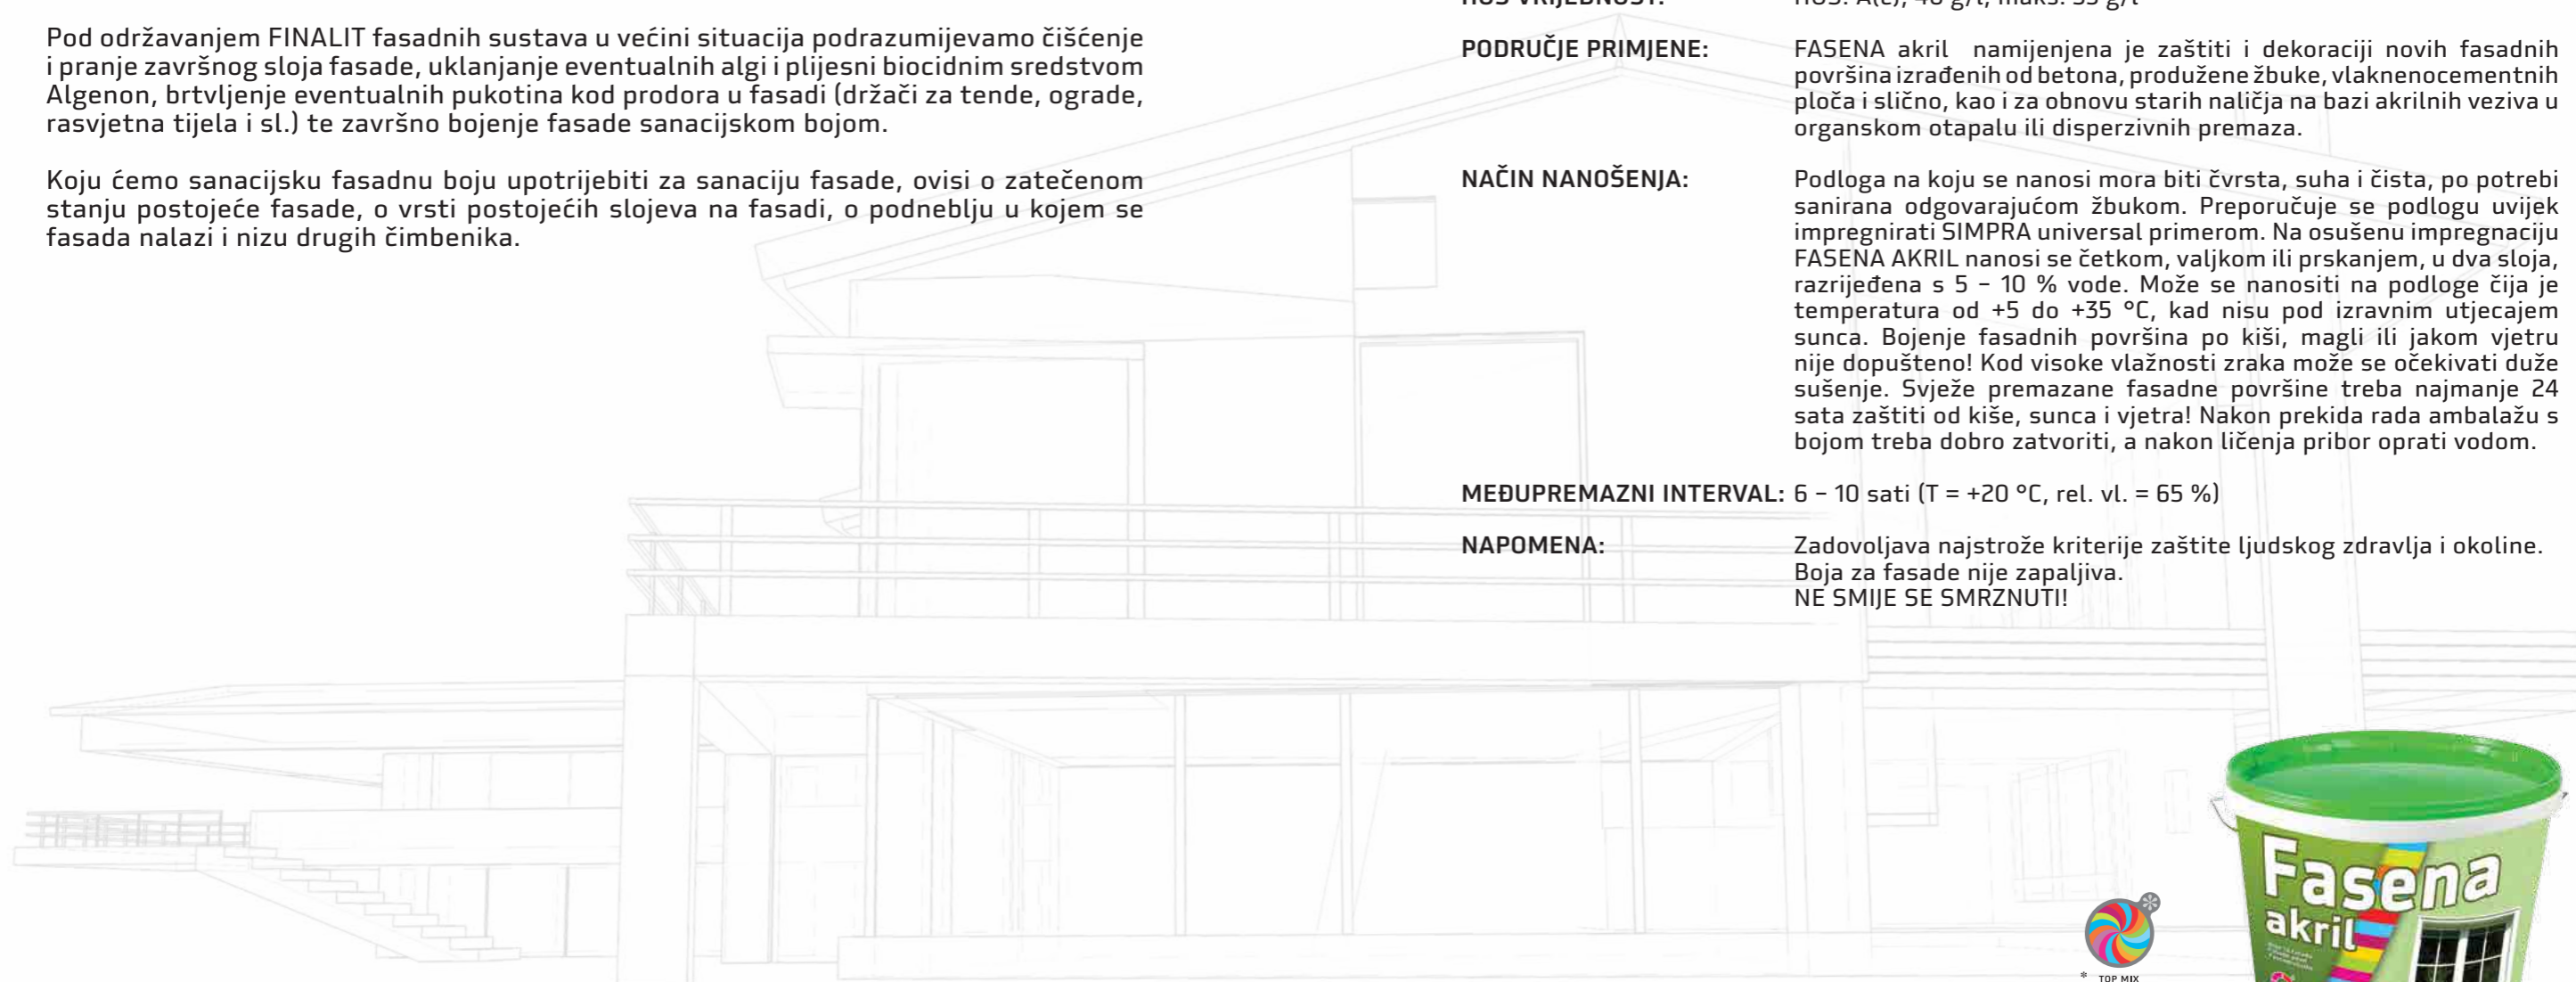 Pod održavanjem FINALIT fasadnih sustava u većini situacija podrazumijevamo čišćenje
i pranje završnog sloja fasade, uklanjanje eventualnih algi i plijesni biocidnim sredstvom
Algenon, brtvljenje eventualnih pukotina kod prodora u fasadi (držači za tende, ograde,
rasvjetna tijela i sl.) te završno bojenje fasade sanacijskom bojom.
Koju ćemo sanacijsku fasadnu boju upotrijebiti za sanaciju fasade, ovisi o zatečenom
stanju postojeće fasade, o vrsti postojećih slojeva na fasadi, o podneblju u kojem se
fasada nalazi i nizu drugih čimbenika.
PODRUČJE PRIMJENE: FASENA akril namijenjena je zaštiti i dekoraciji novih fasadnih
površina izrađenih od betona, produžene žbuke, vlaknenocementnih
ploča i slično, kao i za obnovu starih naličja na bazi akrilnih veziva u
organskom otapalu ili disperzivnih premaza.
NAČIN NANOŠENJA: Podloga na koju se nanosi mora biti čvrsta, suha i čista, po potrebi
sanirana odgovarajućom žbukom. Preporučuje se podlogu uvijek
impregnirati SIMPRA universal primerom. Na osušenu impregnaciju
FASENA AKRIL nanosi se četkom, valjkom ili prskanjem, u dva sloja,
razrijeđena s 5 – 10 % vode. Može se nanositi na podloge čija je
temperatura od +5 do +35 °C, kad nisu pod izravnim utjecajem
sunca. Bojenje fasadnih površina po kiši, magli ili jakom vjetru
nije dopušteno! Kod visoke vlažnosti zraka može se očekivati duže
sušenje. Svježe premazane fasadne površine treba najmanje 24
sata zaštiti od kiše, sunca i vjetra! Nakon prekida rada ambalažu s
bojom treba dobro zatvoriti, a nakon ličenja pribor oprati vodom.
MEĐUPREMAZNI INTERVAL: 6 – 10 sati (T = +20 °C, rel. vl. = 65 %)
NAPOMENA: Zadovoljava najstrože kriterije zaštite ljudskog zdravlja i okoline.
Boja za fasade nije zapaljiva.
NE SMIJE SE SMRZNUTI!
Fasena
akril
* TOP MIX